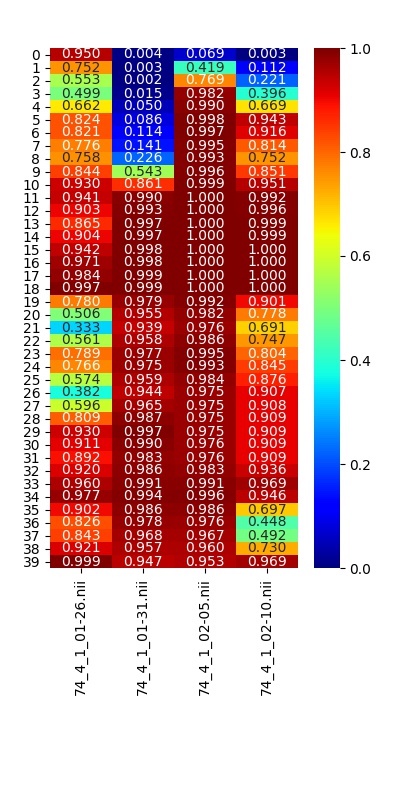 0 0.950 0.004 0.069 0.003 1.0
1 0.752 0.003 0.419 0.112
2 0.553 0.002 0.769 0.221
3 0.499 0.015 0.982 0.396
4 0.662 0.050 0.990 0.669
5 0.824 0.086 0.998 0.943
6 0.821 0.114 0.997 0.916
7 0.776 0.141 0.995 0.814
8 0.758 0.226 0.993 0.752 0.8
9 0.844 0.543 0.996 0.851
10 0.930 0.861 0.999 0.951
11 0.941 0.990 1.000 0.992
12 0.903 0.993 1.000 0.996
13 0.865 0.997 1.000 0.999
14 0.904 0.997 1.000 0.999
15 0.942 0.998 1.000 1.000
16 0.971 0.998 1.000 1.000 0.6
17 0.984 0.999 1.000 1.000
18 0.997 0.999 1.000 1.000
19 0.780 0.979 0.992 0.901
20 0.506 0.955 0.982 0.778
21 0.333 0.939 0.976 0.691
22 0.561 0.958 0.986 0.747
23 0.789 0.977 0.995 0.804
24 0.766 0.975 0.993 0.845 0.4
25 0.574 0.959 0.984 0.876
26 0.382 0.944 0.975 0.907
27 0.596 0.965 0.975 0.908
28 0.809 0.987 0.975 0.909
29 0.930 0.997 0.975 0.909
30 0.911 0.990 0.976 0.909
31 0.892 0.983 0.976 0.909
32 0.920 0.986 0.983 0.936 0.2
33 0.960 0.991 0.991 0.969
34 0.977 0.994 0.996 0.946
35 0.902 0.986 0.986 0.697
36 0.826 0.978 0.976 0.448
37 0.843 0.968 0.967 0.492
38 0.921 0.957 0.960 0.730
39 0.999 0.947 0.953 0.969 0.0
74_4_1_01-26.nii
74_4_1_01-31.nii
74_4_1_02-05.nii
74_4_1_02-10.nii